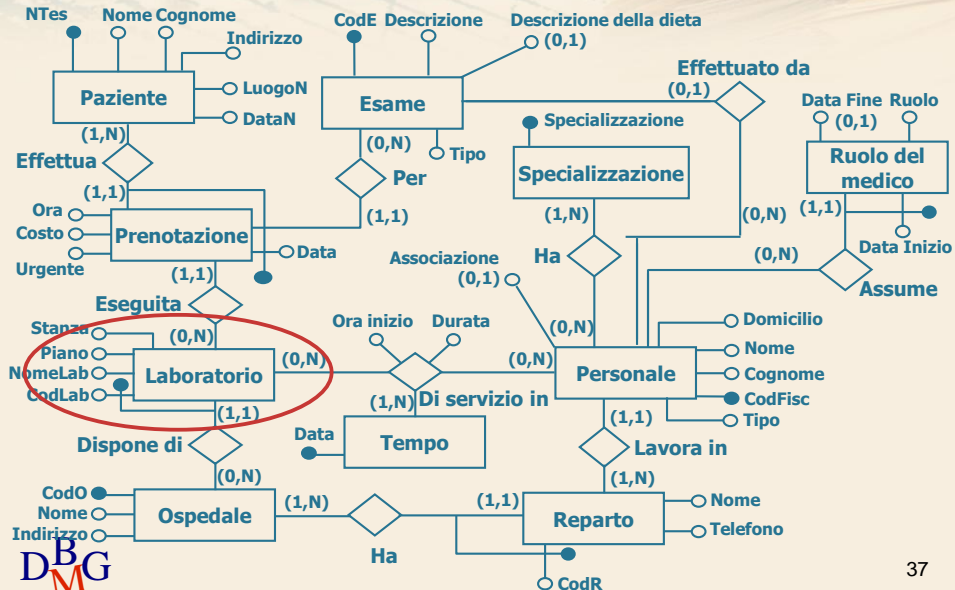 NTes Nome Cognome
Indirizzo
Paziente
LuogoN
DataN
(1,N)
Effettua
(1,1)
CodE Descrizione
Descrizione della dieta
(0,1)
Esame
(0,N)
Tipo
Per
(1,1)
Effettuato da
(0,1)
(0,N)
Specializzazione
Specializzazione
(1,N)
Ha
(0,N)
Data Fine Ruolo
(0,1)
Ruolo del
medico
(1,1)
Data Inizio
(0,N)
Assume
Ora
Costo
Urgente
Prenotazione
Data
(1,1)
Eseguita
(0,N)
Stanza
Piano
NomeLab
CodLab
Laboratorio
(0,N)
(1,1)
Dispone di
(0,N)
Associazione
(0,1)
Ora inizio Durata
(0,N)
(1,N) Di servizio in
Data
Tempo
Personale
Domicilio
Nome
Cognome
CodFisc
Tipo
(1,1)
Lavora in
(1,N)
CodO
Nome
Indirizzo
Ospedale
(1,N)
Ha
(1,1)
Reparto
Nome
Telefono
CodR
DBMG
37